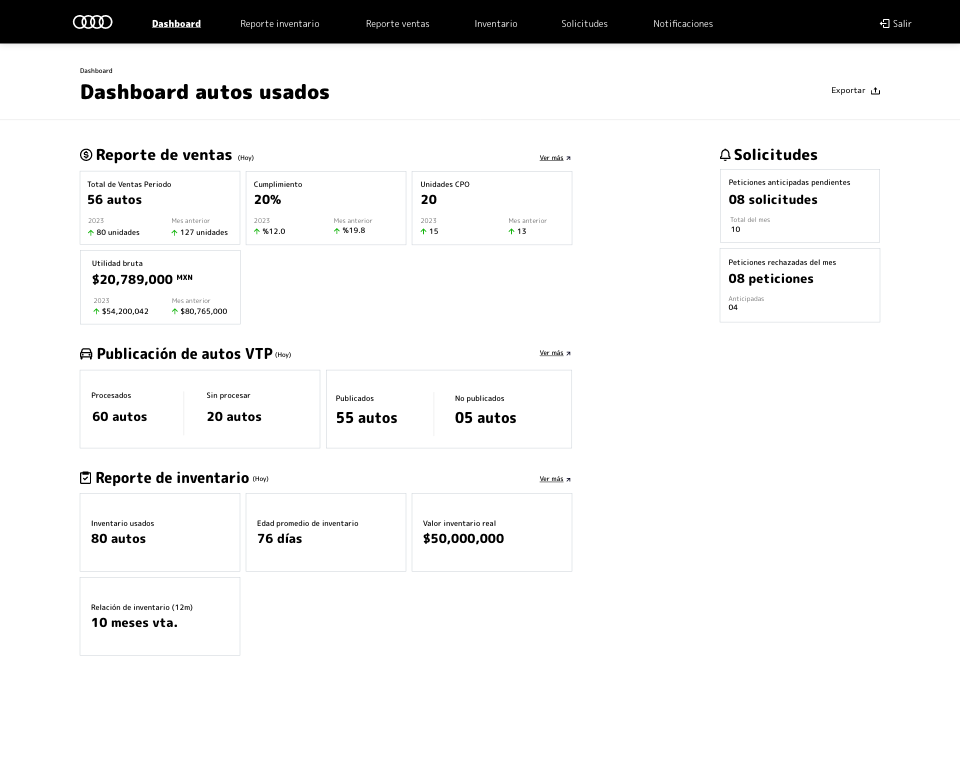 Dashboard
Reporte inventario
Reporte ventas
Inventario
Solicitudes
Notificaciones
Salir
Dashboard
Dashboard autos usados
Exportar
Reporte de ventas (Hoy)
Ver más
Total de Ventas Periodo
56 autos
2023 Mes anterior
80 unidades 127 unidades
Cumplimiento
20%
2023 Mes anterior
%12.0 %19.8
Unidades CPO
20
2023 Mes anterior
15 13
Utilidad bruta
$20,789,000 MXN
2023 Mes anterior
$54,200,042 $80,765,000
Solicitudes
Peticiones anticipadas pendientes
08 solicitudes
Total del mes
10
Peticiones rechazadas del mes
08 peticiones
Anticipadas
04
Publicación de autos VTP (Hoy)
Ver más
Procesados
60 autos
Sin procesar
20 autos
Publicados
55 autos
No publicados
05 autos
Reporte de inventario (Hoy)
Ver más
Inventario usados
80 autos
Edad promedio de inventario
76 días
Valor inventario real
$50,000,000
Relación de inventario (12m)
10 meses vta.